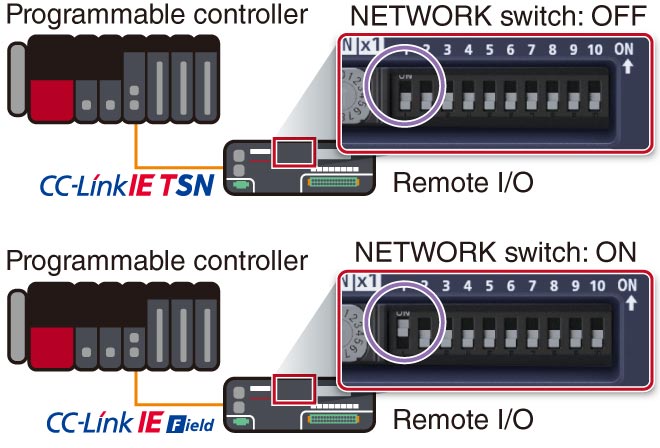 Programmable controller
NETWORK switch: OFF
N x1 1 2 3 4 5 6 7 8 9 10 ON
ON
CC-Link IE TSN
Remote I/O
Programmable controller
NETWORK switch: ON
N x1 1 2 3 4 5 6 7 8 9 10 ON
ON
CC-Link IE Field
Remote I/O